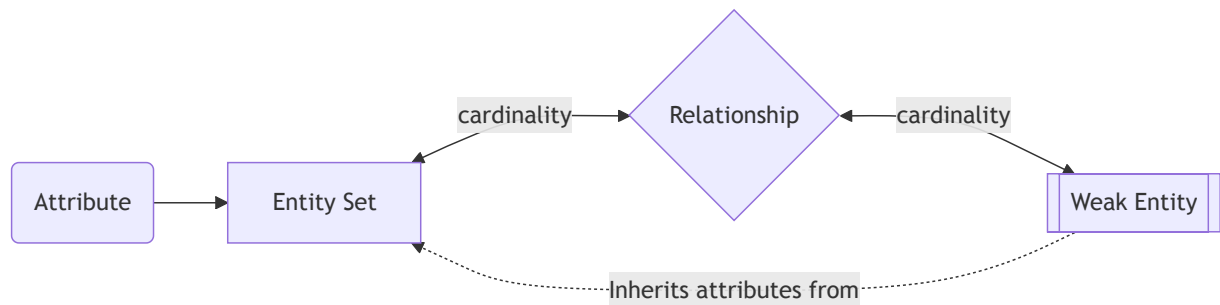 Relationship
cardinality
cardinality
Attribute
Entity Set
Weak Entity
Inherits attributes from